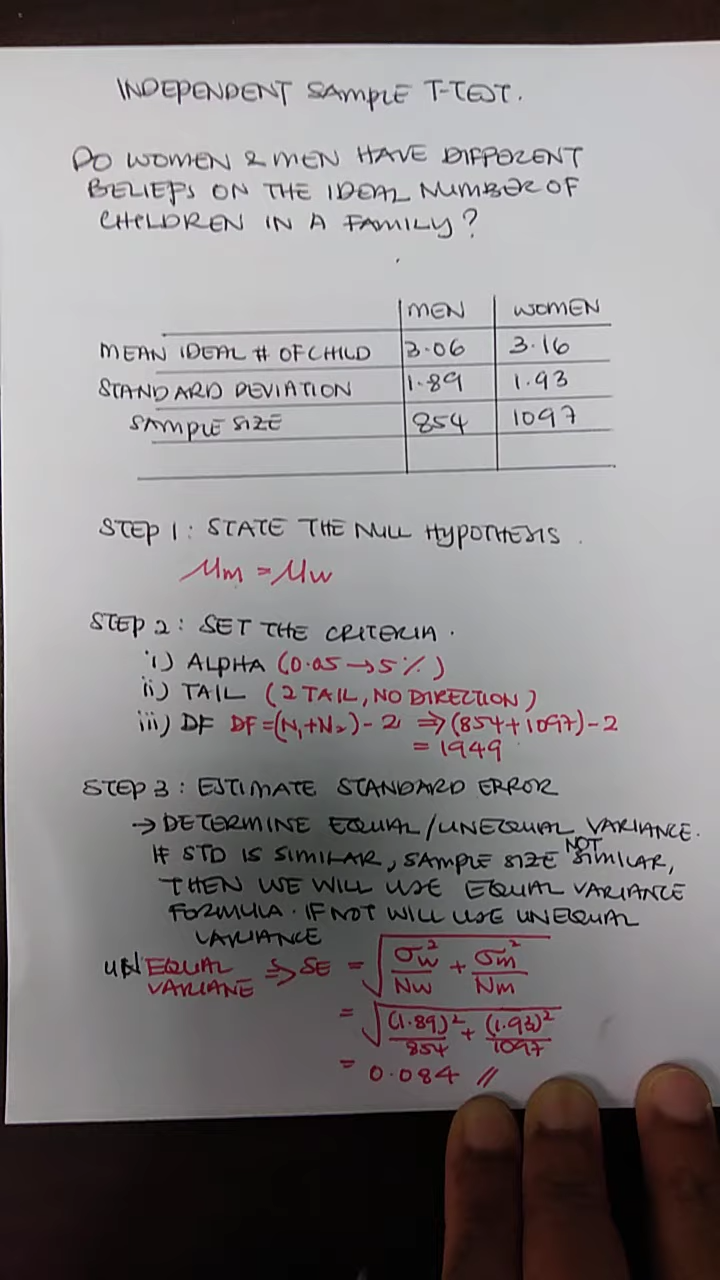 INDEPENDENT SAMPLE T-TEST.
DO WOMEN & MEN HAVE DIFFERENT
BELIEFS ON THE IDEAL NUMBER OF
CHILDREN IN A FAMILY?
MEN WOMEN
MEAN IDEAL # OF CHILD 3.06 3.16
STANDARD DEVIATION 1.89 1.93
SAMPLE SIZE 854 1097
STEP 1: STATE THE NULL HYPOTHESIS.
μm = μw
STEP 2: SET THE CRITERIA.
i) ALPHA (0.05 → 5%)
ii) TAIL (2 TAIL, NO DIRECTION)
iii) DF DF=(N₁+N₂)-2 ⇒ (854+1097)-2
= 1949
STEP 3: ESTIMATE STANDARD ERROR
→ DETERMINE EQUAL/UNEQUAL VARIANCE.
IF STD IS SIMILAR, SAMPLE SIZE NOT SIMILAR,
THEN WE WILL USE EQUAL VARIANCE
FORMULA. IF NOT WILL USE UNEQUAL
VARIANCE
UNEQUAL VARIANE ⇒ SE = √(σw²/Nw + σm²/Nm)
= √((1.89)²/854 + (1.93)²/1097)
= 0.084 //